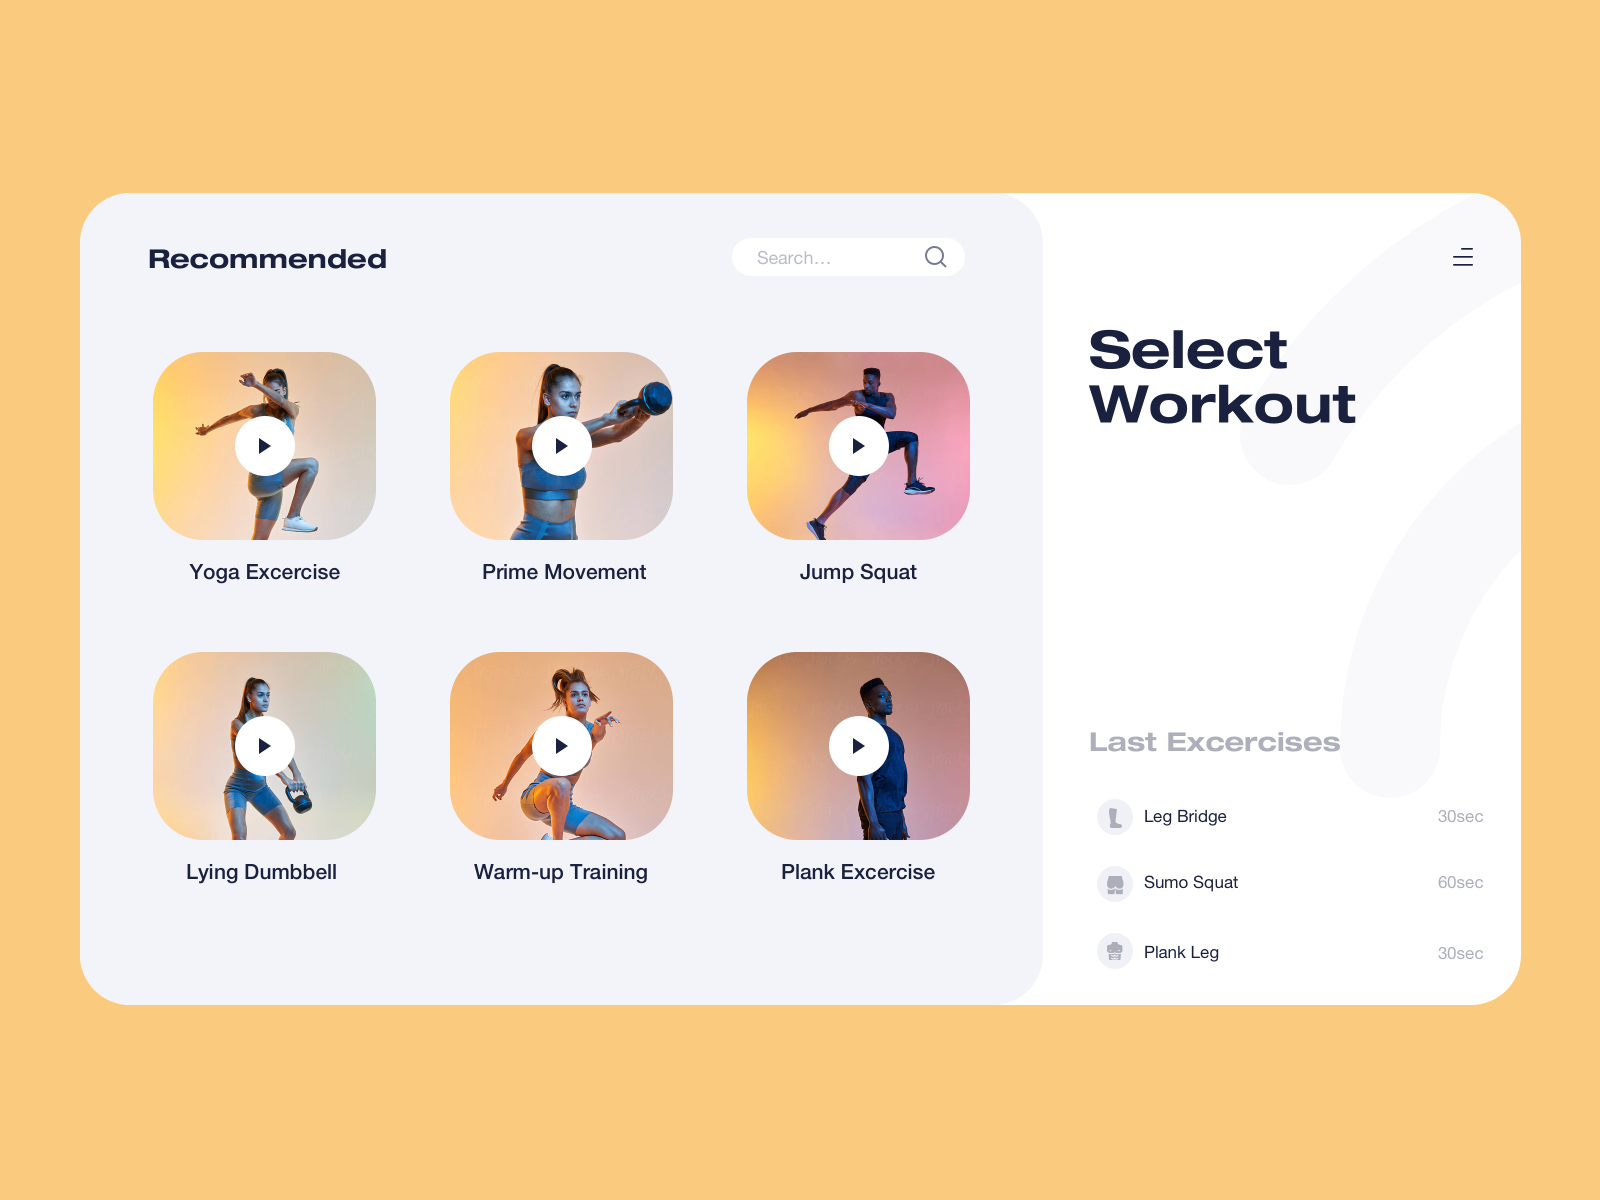 Recommended
Search...
Yoga Excercise
Prime Movement
Jump Squat
Lying Dumbbell
Warm-up Training
Plank Excercise
Select
Workout
Last Excercises
Leg Bridge 30sec
Sumo Squat 60sec
Plank Leg 30sec